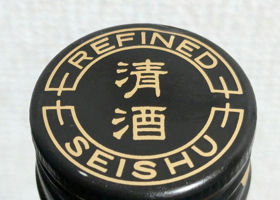 REFINED
清
酒
SEISHU